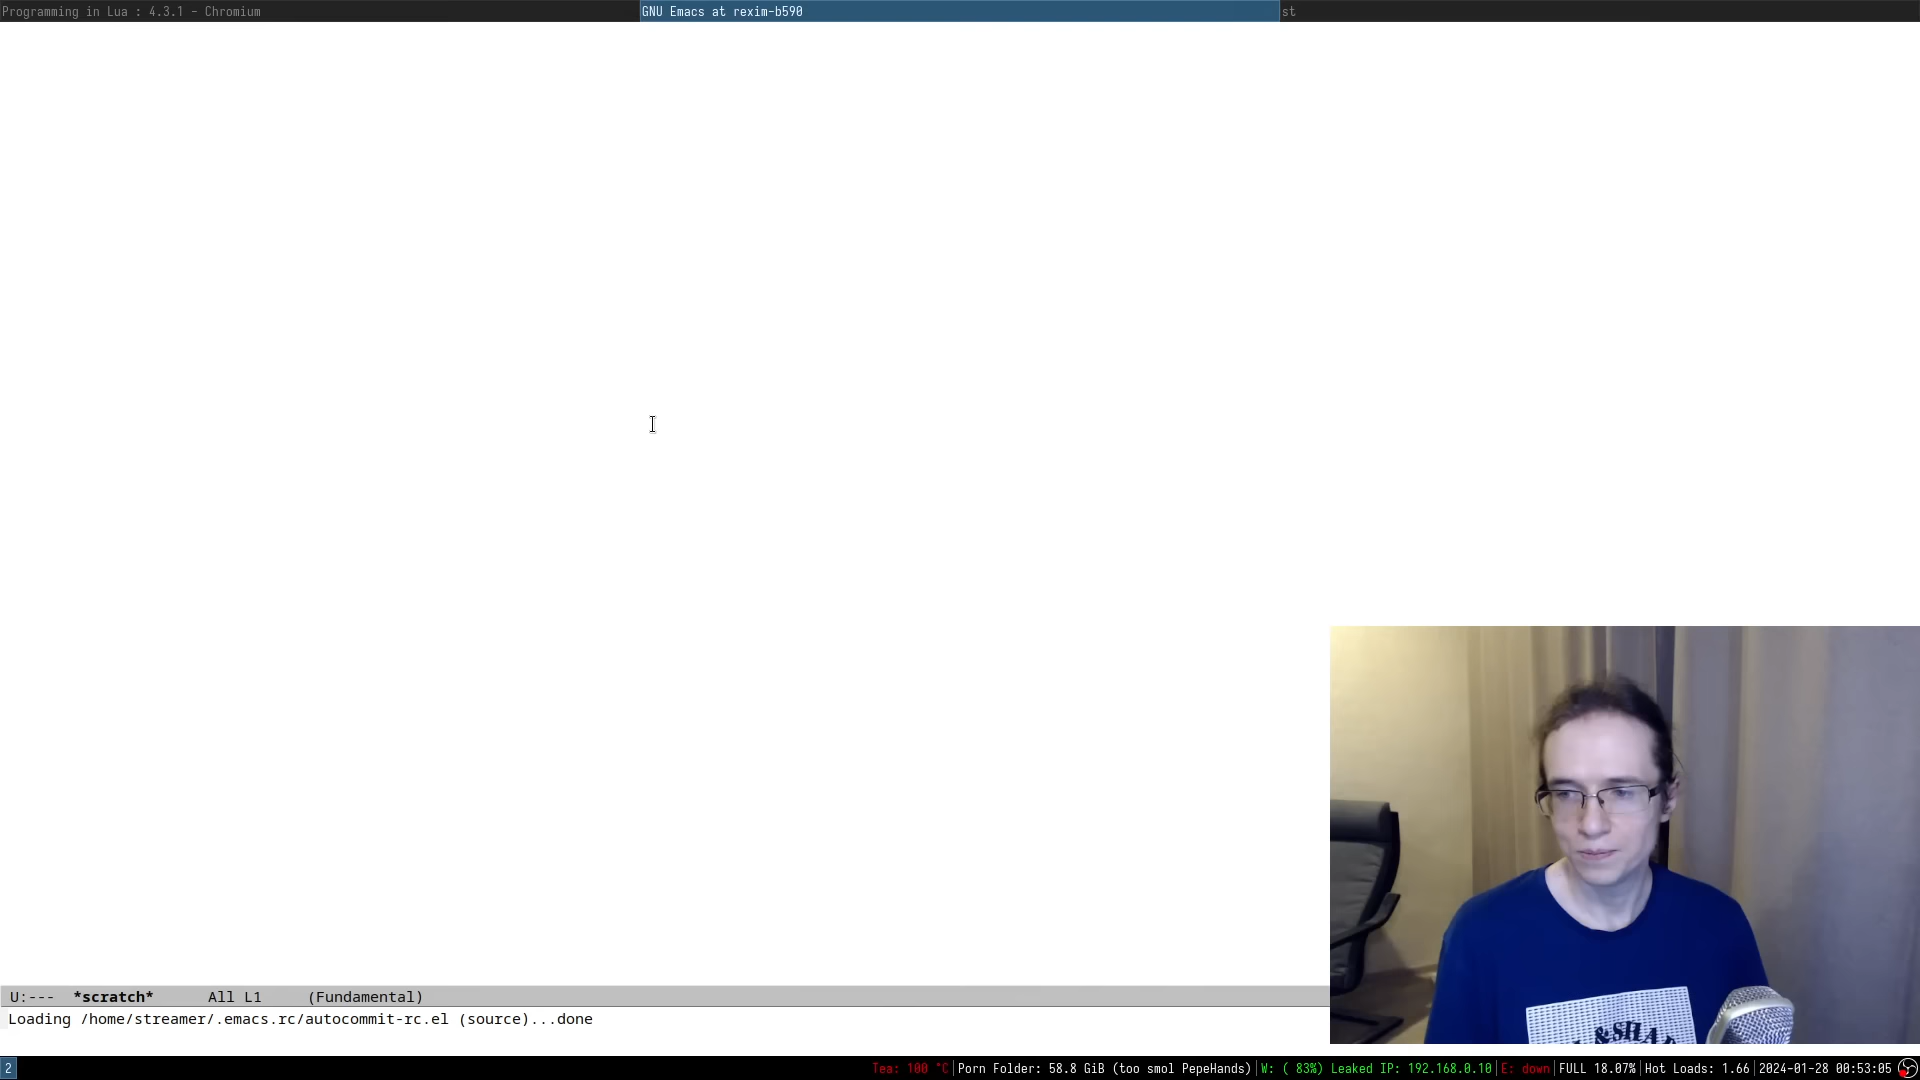 Programming in Lua : 4.3.1 - Chromium
GNU Emacs at rexim-b590
st
U:---  *scratch*      All L1     (Fundamental)
Loading /home/streamer/.emacs.rc/autocommit-rc.el (source)...done
& SHA
2
Tea: 100 °C|Porn Folder: 58.8 GiB (too smol PepeHands)|W: ( 83%) Leaked IP: 192.168.0.10|E: down|FULL 18.07%|Hot Loads: 1.66|2024-01-28 00:53:05